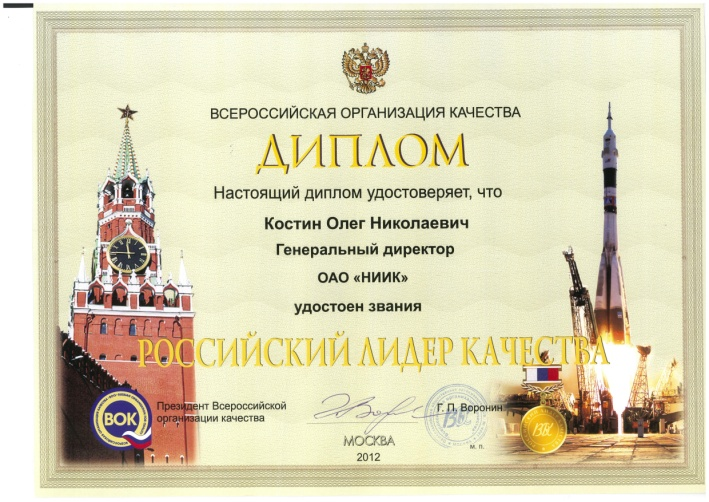 ВСЕРОССИЙСКАЯ ОРГАНИЗАЦИЯ КАЧЕСТВА
ДИПЛОМ
Настоящий диплом удостоверяет, что
Костин Олег Николаевич
Генеральный директор
ОАО «НИИК»
удостоен звания
РОССИЙСКИЙ ЛИДЕР КАЧЕСТВА
ВОК
Президент Всероссийской
организации качества
Г. П. Воронин
М. П.
МОСКВА
2012